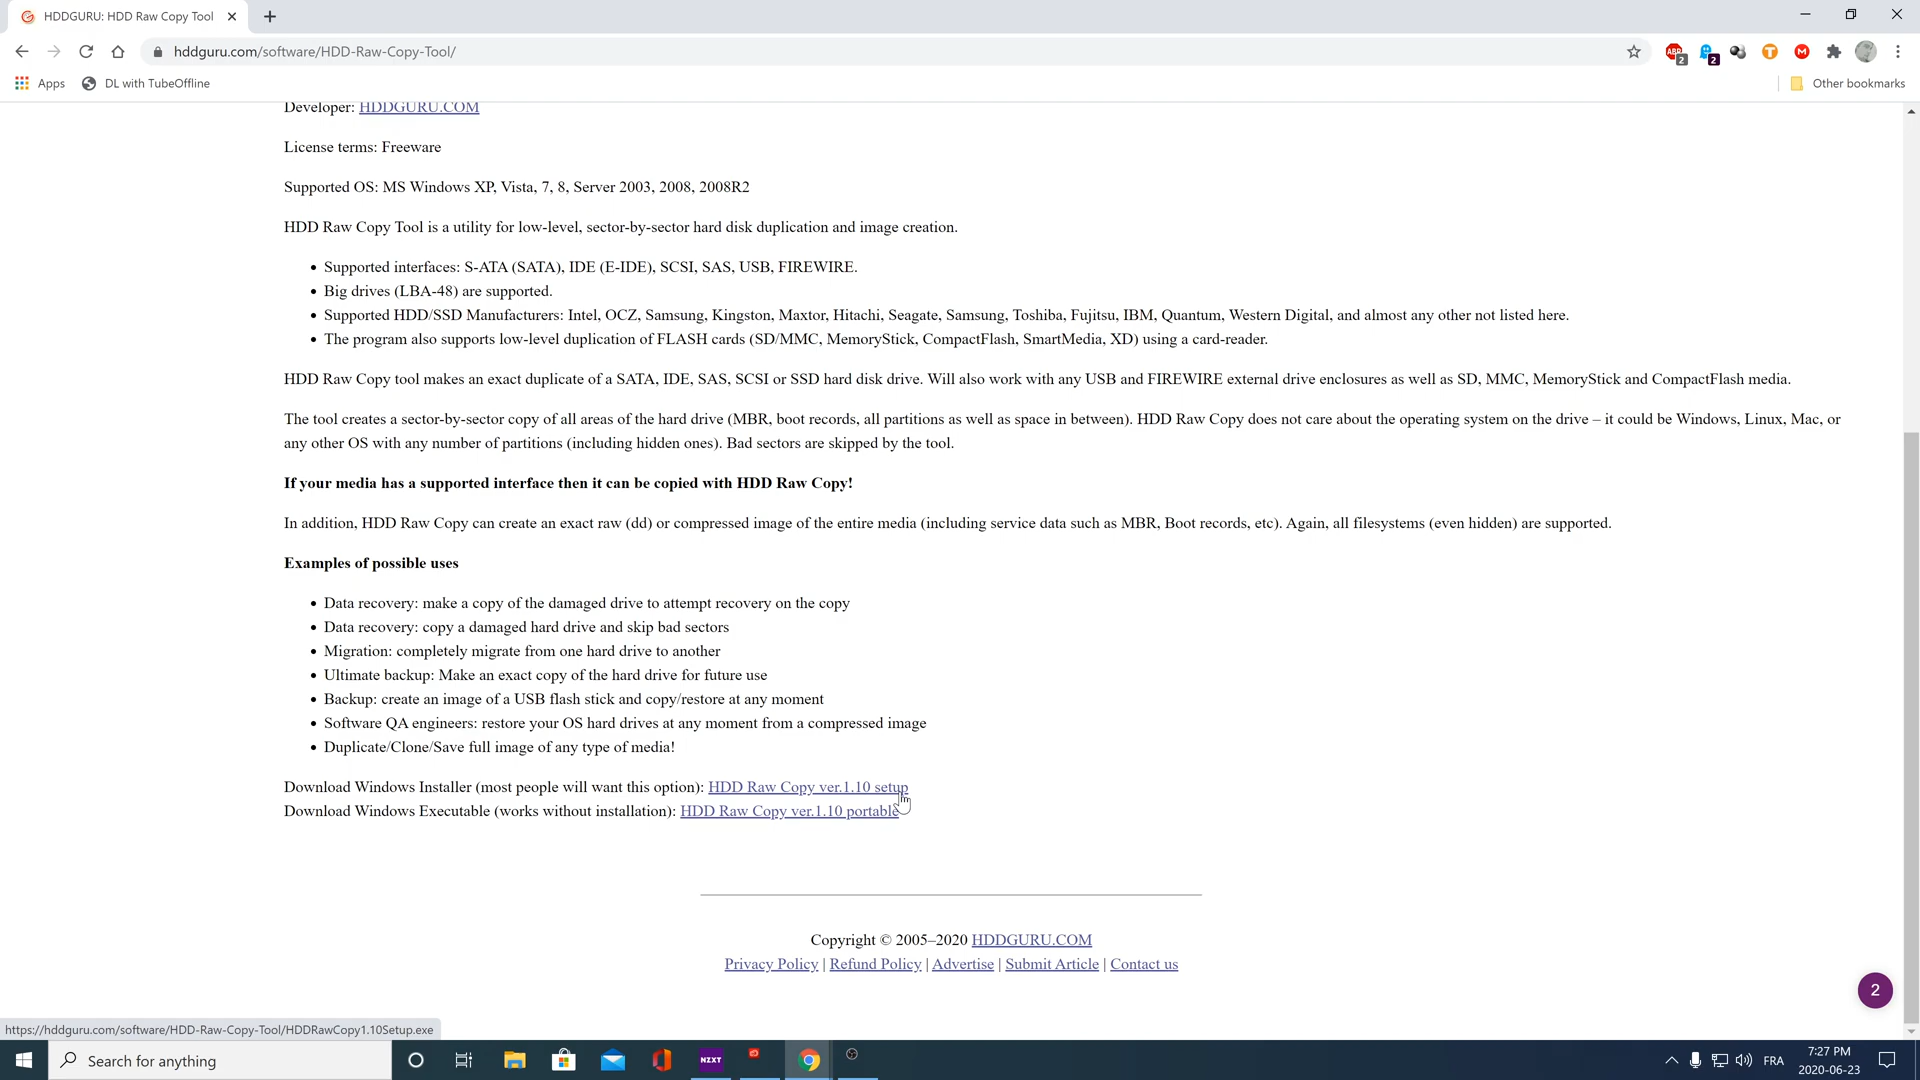 HDDGURU: HDD Raw Copy Tool
hddguru.com/software/HDD-Raw-Copy-Tool/
ABP 2 2 T M
Apps DL with TubeOffline Other bookmarks
Developer: HDDGURU.COM
License terms: Freeware
Supported OS: MS Windows XP, Vista, 7, 8, Server 2003, 2008, 2008R2
HDD Raw Copy Tool is a utility for low-level, sector-by-sector hard disk duplication and image creation.
• Supported interfaces: S-ATA (SATA), IDE (E-IDE), SCSI, SAS, USB, FIREWIRE.
• Big drives (LBA-48) are supported.
• Supported HDD/SSD Manufacturers: Intel, OCZ, Samsung, Kingston, Maxtor, Hitachi, Seagate, Samsung, Toshiba, Fujitsu, IBM, Quantum, Western Digital, and almost any other not listed here.
• The program also supports low-level duplication of FLASH cards (SD/MMC, MemoryStick, CompactFlash, SmartMedia, XD) using a card-reader.
HDD Raw Copy tool makes an exact duplicate of a SATA, IDE, SAS, SCSI or SSD hard disk drive. Will also work with any USB and FIREWIRE external drive enclosures as well as SD, MMC, MemoryStick and CompactFlash media.
The tool creates a sector-by-sector copy of all areas of the hard drive (MBR, boot records, all partitions as well as space in between). HDD Raw Copy does not care about the operating system on the drive – it could be Windows, Linux, Mac, or
any other OS with any number of partitions (including hidden ones). Bad sectors are skipped by the tool.
If your media has a supported interface then it can be copied with HDD Raw Copy!
In addition, HDD Raw Copy can create an exact raw (dd) or compressed image of the entire media (including service data such as MBR, Boot records, etc). Again, all filesystems (even hidden) are supported.
Examples of possible uses
• Data recovery: make a copy of the damaged drive to attempt recovery on the copy
• Data recovery: copy a damaged hard drive and skip bad sectors
• Migration: completely migrate from one hard drive to another
• Ultimate backup: Make an exact copy of the hard drive for future use
• Backup: create an image of a USB flash stick and copy/restore at any moment
• Software QA engineers: restore your OS hard drives at any moment from a compressed image
• Duplicate/Clone/Save full image of any type of media!
Download Windows Installer (most people will want this option): HDD Raw Copy ver.1.10 setup
Download Windows Executable (works without installation): HDD Raw Copy ver.1.10 portable
Copyright © 2005–2020 HDDGURU.COM
Privacy Policy | Refund Policy | Advertise | Submit Article | Contact us
2
https://hddguru.com/software/HDD-Raw-Copy-Tool/HDDRawCopy1.10Setup.exe
Search for anything
NZXT
FRA
7:27 PM
2020-06-23